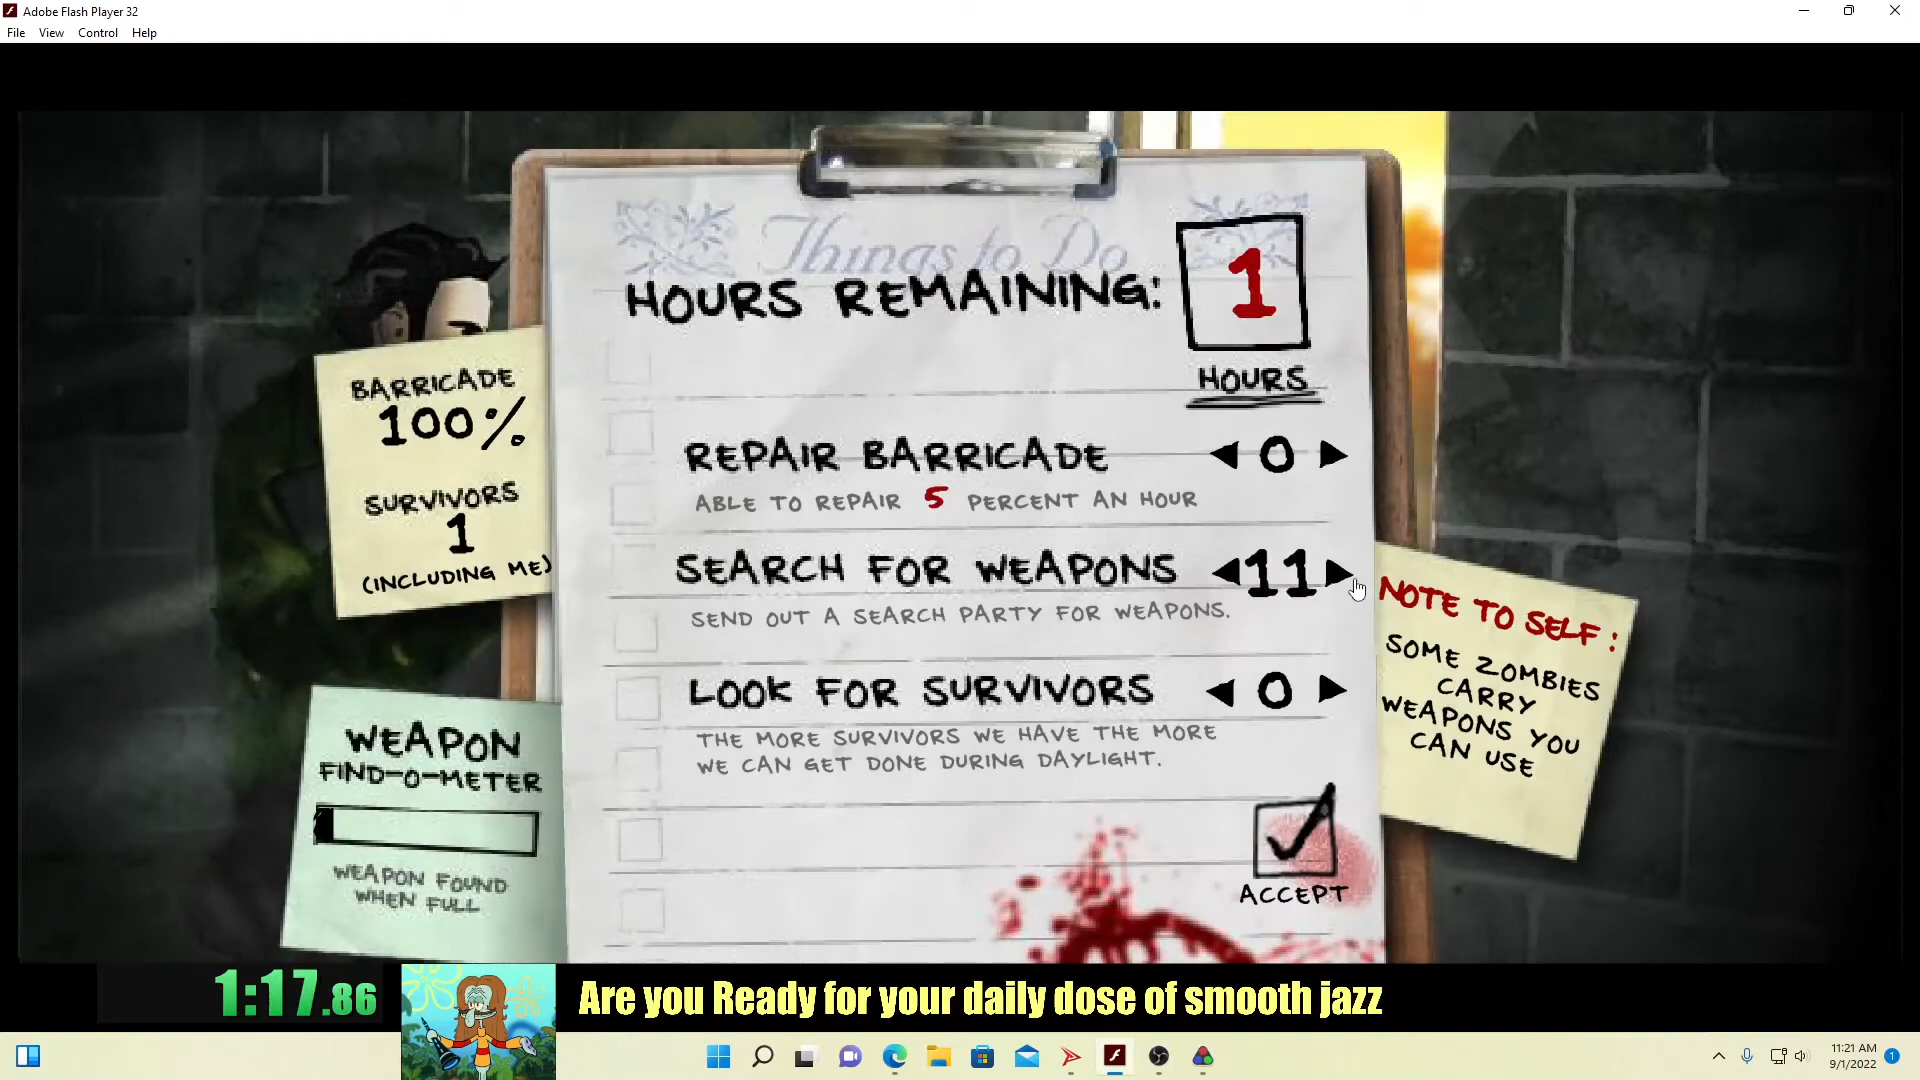 Adobe Flash Player 32
File View Control Help
Things to Do
HOURS REMAINING: 1
HOURS
BARRICADE
100%
SURVIVORS
1
(INCLUDING ME)
REPAIR BARRICADE 0
ABLE TO REPAIR 5 PERCENT AN HOUR
SEARCH FOR WEAPONS 11
SEND OUT A SEARCH PARTY FOR WEAPONS.
LOOK FOR SURVIVORS 0
THE MORE SURVIVORS WE HAVE THE MORE
WE CAN GET DONE DURING DAYLIGHT.
NOTE TO SELF:
SOME ZOMBIES
CARRY
WEAPONS YOU
CAN USE
WEAPON
FIND-O-METER
WEAPON FOUND
WHEN FULL
ACCEPT
1:17.86
Are you Ready for your daily dose of smooth jazz
11:21 AM
9/1/2022
1